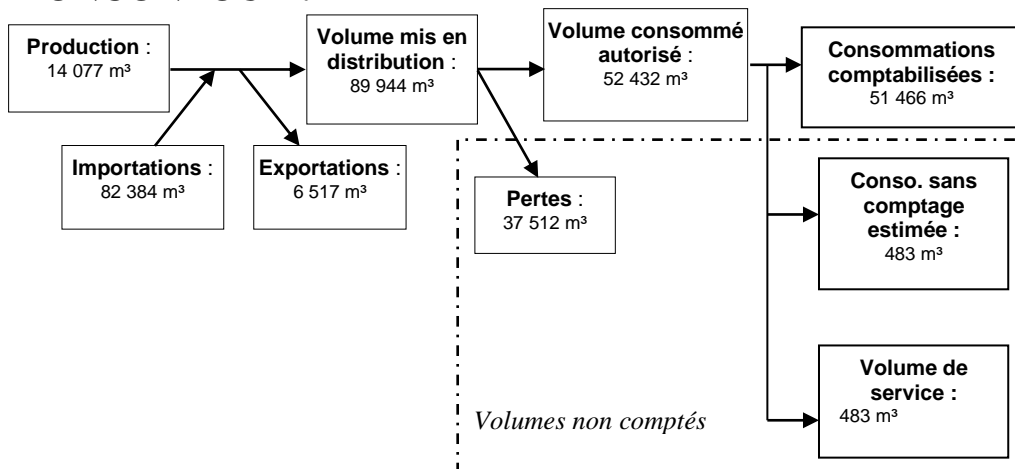 Production :
14 077 m³
Volume mis en
distribution :
89 944 m³
Volume consommé
autorisé :
52 432 m³
Consommations
comptabilisées :
51 466 m³
Importations :
82 384 m³
Exportations :
6 517 m³
Pertes :
37 512 m³
Conso. sans
comptage
estimée :
483 m³
Volume de
service :
483 m³
Volumes non comptés